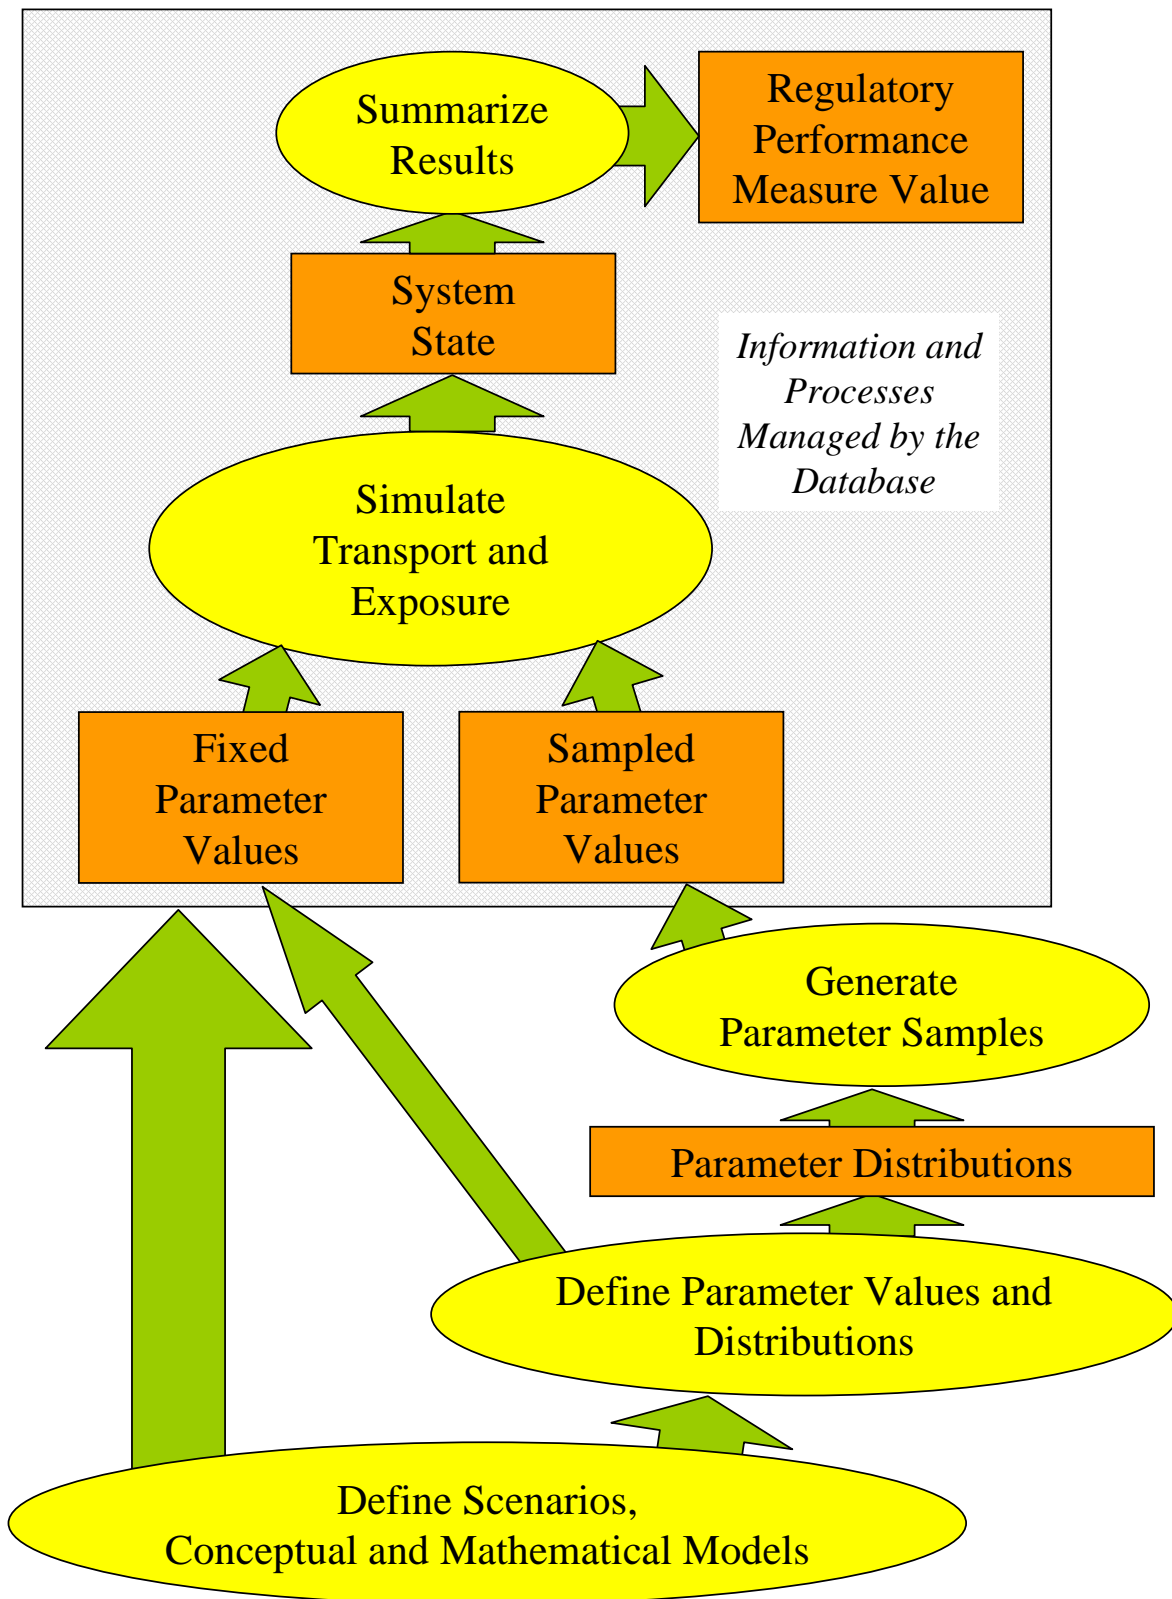 Summarize
Results
Regulatory
Performance
Measure Value
System
State
Information and
Processes
Managed by the
Database
Simulate
Transport and
Exposure
Fixed
Parameter
Values
Sampled
Parameter
Values
Generate
Parameter Samples
Parameter Distributions
Define Parameter Values and
Distributions
Define Scenarios,
Conceptual and Mathematical Models